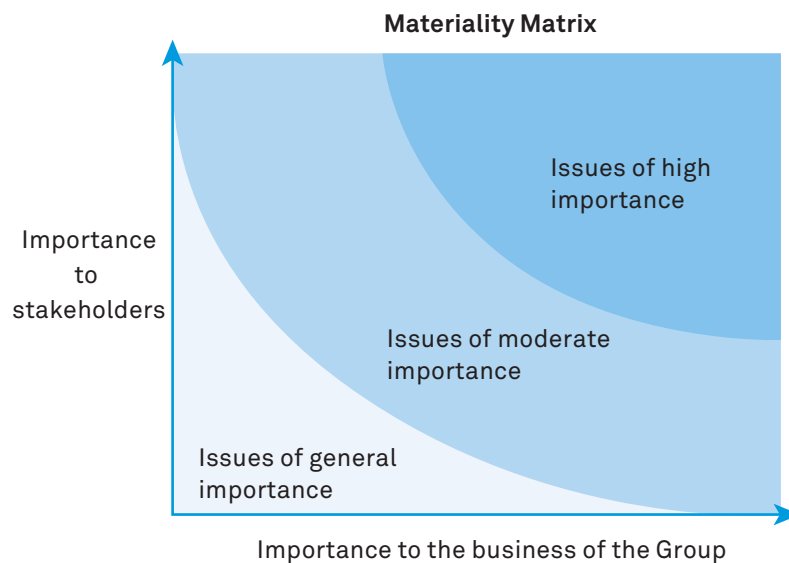 Materiality Matrix
Issues of high
importance
Importance
to
stakeholders
Issues of moderate
importance
Issues of general
importance
Importance to the business of the Group